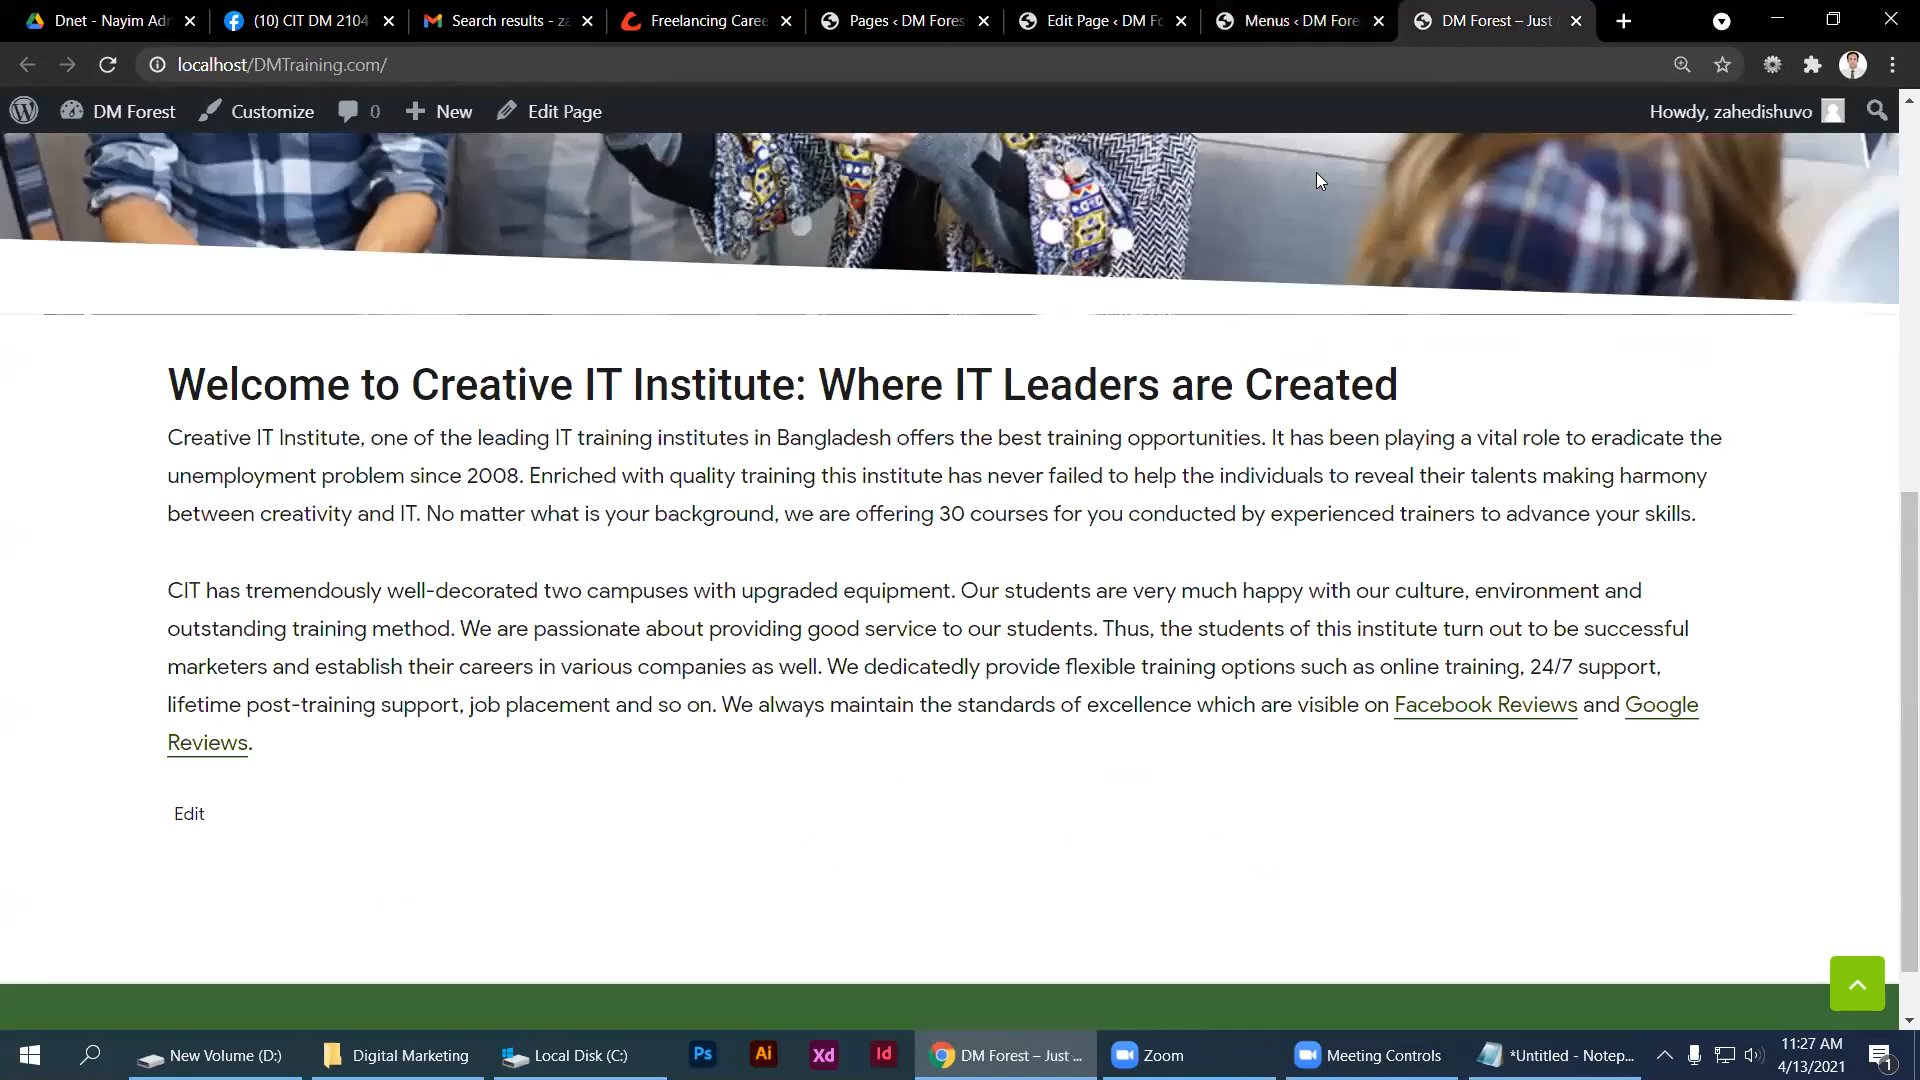 Dnet - Nayim Adn
(10) CIT DM 2104
Search results - za
Freelancing Caree
Pages ‹ DM Forest
Edit Page ‹ DM Fo
Menus ‹ DM Fore
DM Forest – Just
localhost/DMTraining.com/
DM Forest
Customize
0
New
Edit Page
Howdy, zahedishuvo
Welcome to Creative IT Institute: Where IT Leaders are Created
Creative IT Institute, one of the leading IT training institutes in Bangladesh offers the best training opportunities. It has been playing a vital role to eradicate the
unemployment problem since 2008. Enriched with quality training this institute has never failed to help the individuals to reveal their talents making harmony
between creativity and IT. No matter what is your background, we are offering 30 courses for you conducted by experienced trainers to advance your skills.
CIT has tremendously well-decorated two campuses with upgraded equipment. Our students are very much happy with our culture, environment and
outstanding training method. We are passionate about providing good service to our students. Thus, the students of this institute turn out to be successful
marketers and establish their careers in various companies as well. We dedicatedly provide flexible training options such as online training, 24/7 support,
lifetime post-training support, job placement and so on. We always maintain the standards of excellence which are visible on Facebook Reviews and Google
Reviews.
Edit
New Volume (D:)
Digital Marketing
Local Disk (C:)
Ps
Ai
Xd
Id
DM Forest – Just ...
Zoom
Meeting Controls
*Untitled - Notep...
11:27 AM
4/13/2021
1